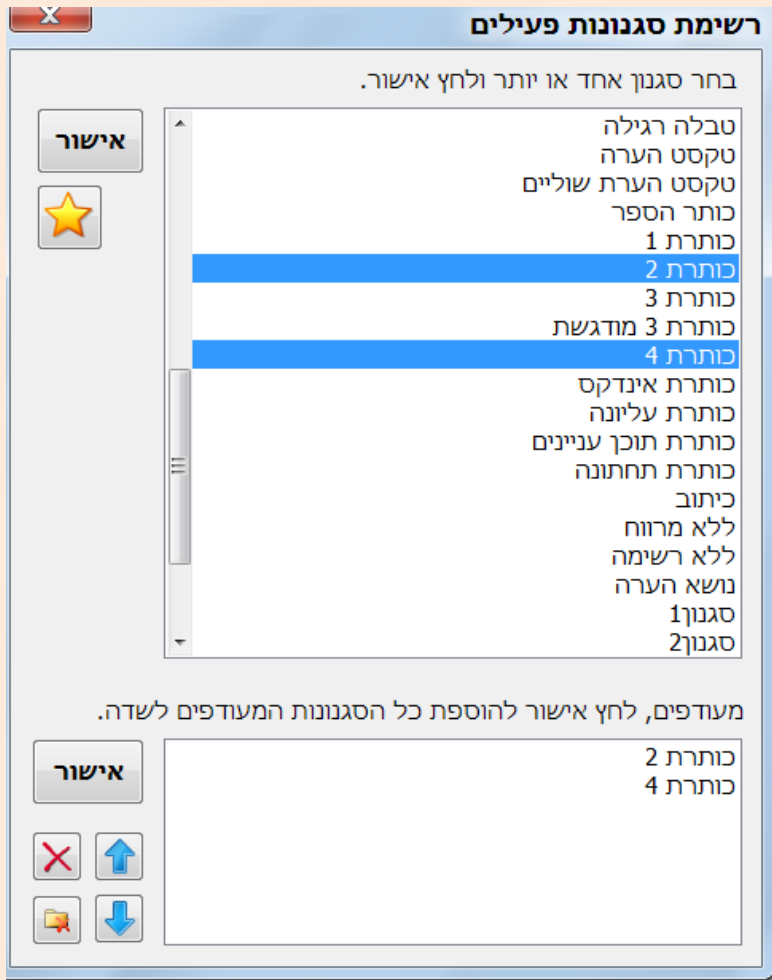 רשימת סגנונות פעילים
בחר סגנון אחד או יותר ולחץ אישור.
אישור
טבלה רגילה
טקסט הערה
טקסט הערת שוליים
כותר הספר
כותרת 1
כותרת 2
כותרת 3
כותרת 3 מודגשת
כותרת 4
כותרת אינדקס
כותרת עליונה
כותרת תוכן עניינים
כותרת תחתונה
כיתוב
ללא מרווח
ללא רשימה
נושא הערה
סגנון1
סגנון2
מעודפים, לחץ אישור להוספת כל הסגנונות המעודפים לשדה.
אישור
כותרת 2
כותרת 4